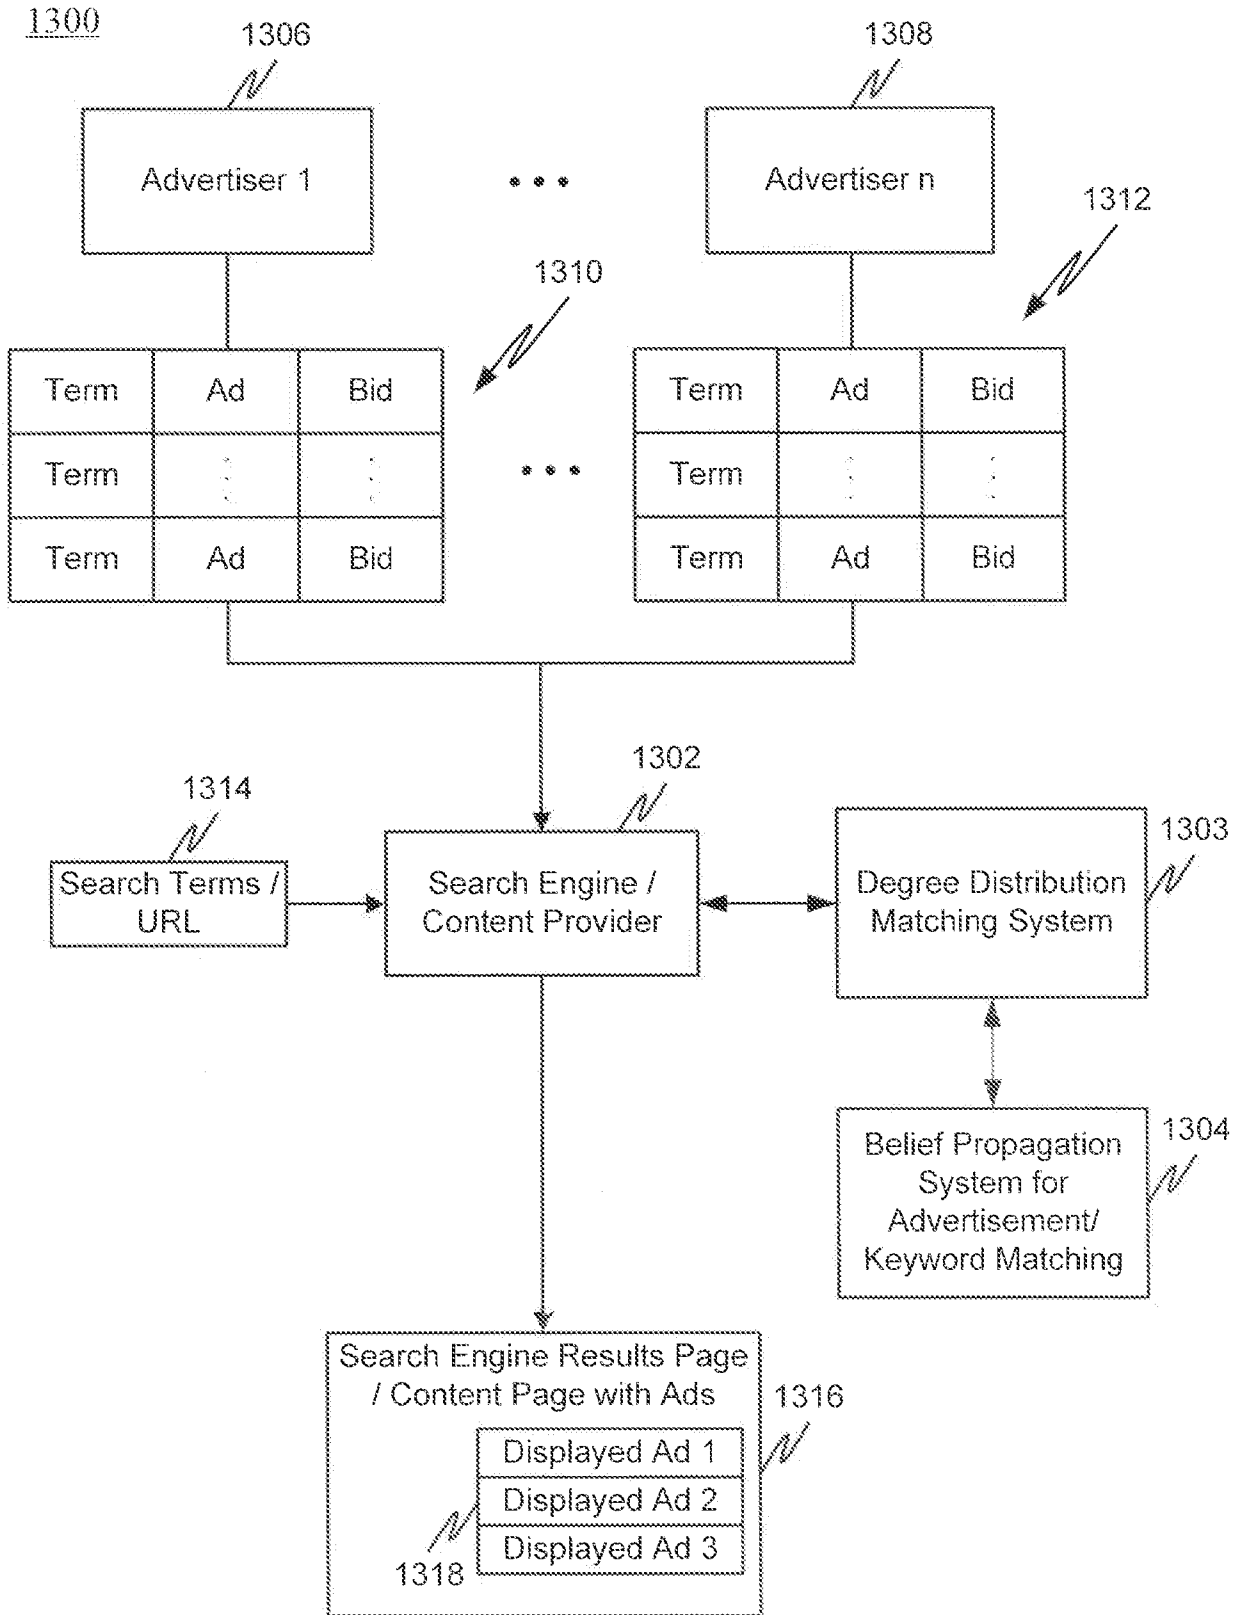 1300
1306
1308
Advertiser 1
• • •
Advertiser n
1312
1310
Term Ad Bid
Term
Term Ad Bid
• • •
Term Ad Bid
Term
Term Ad Bid
1302
1314
1303
Search Terms /
URL
Search Engine /
Content Provider
Degree Distribution
Matching System
1304
Belief Propagation
System for
Advertisement/
Keyword Matching
Search Engine Results Page
/ Content Page with Ads
1316
Displayed Ad 1
Displayed Ad 2
Displayed Ad 3
1318